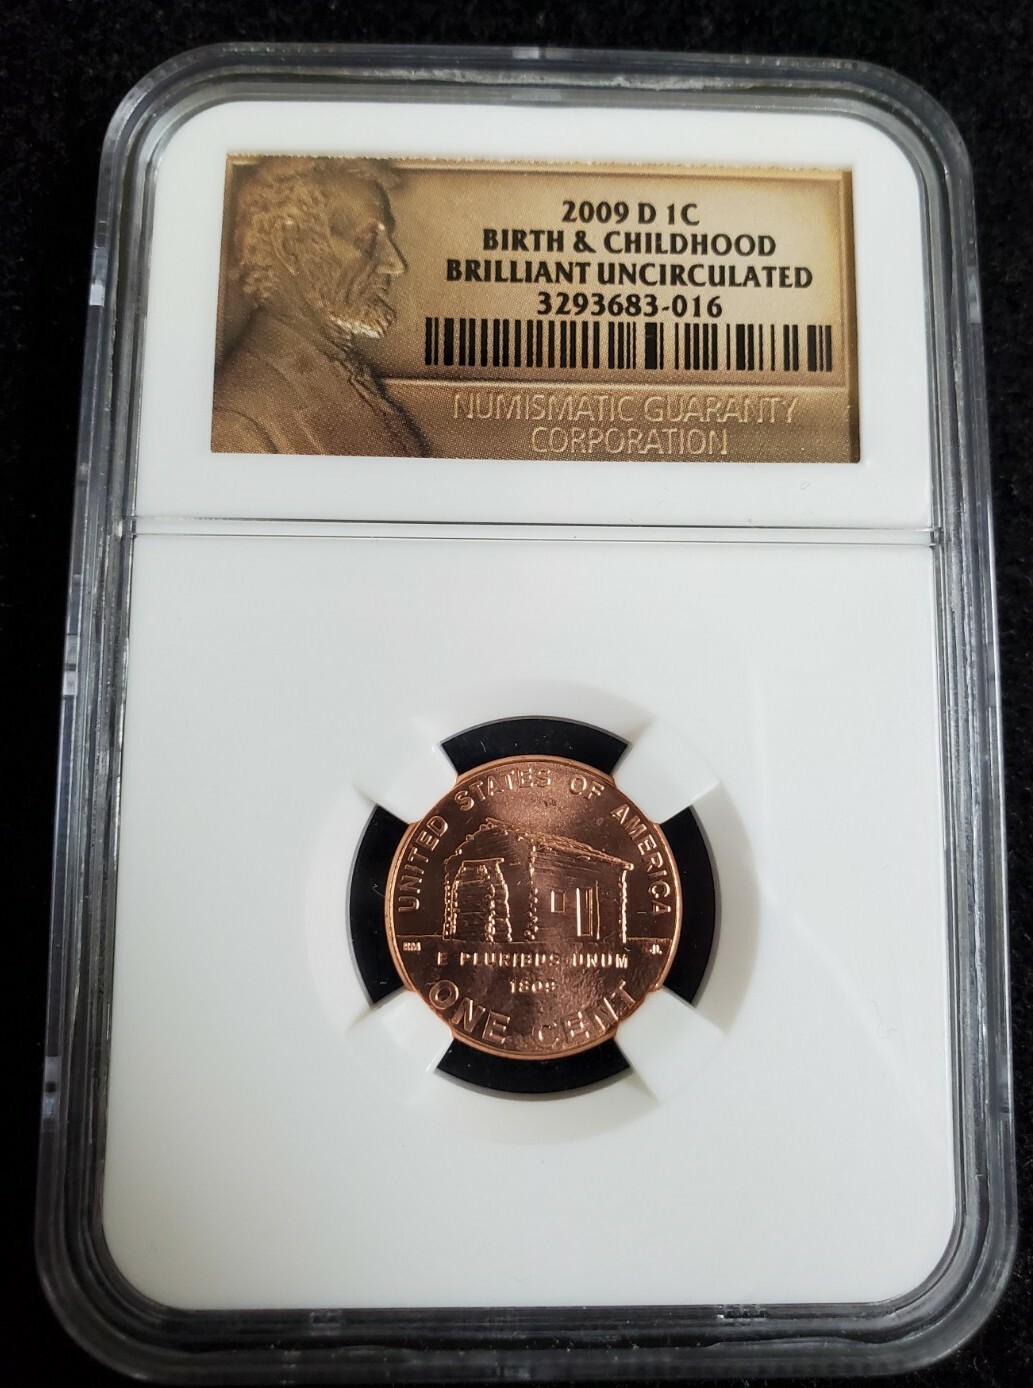 2009 D 1C
BIRTH & CHILDHOOD
BRILLIANT UNCIRCULATED
3293683-016
NUMISMATIC GUARANTY
CORPORATION
UNITED STATES OF AMERICA
E PLURIBUS UNUM
1809
ONE CENT